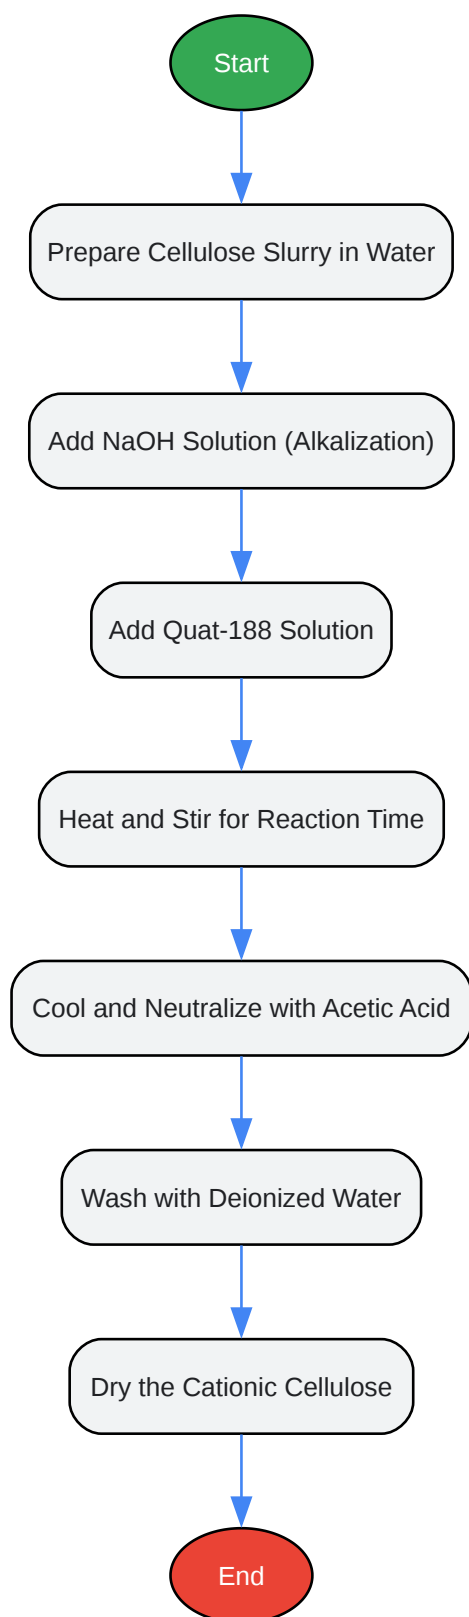 Start
Prepare Cellulose Slurry in Water
Add NaOH Solution (Alkalization)
Add Quat-188 Solution
Heat and Stir for Reaction Time
Cool and Neutralize with Acetic Acid
Wash with Deionized Water
Dry the Cationic Cellulose
End